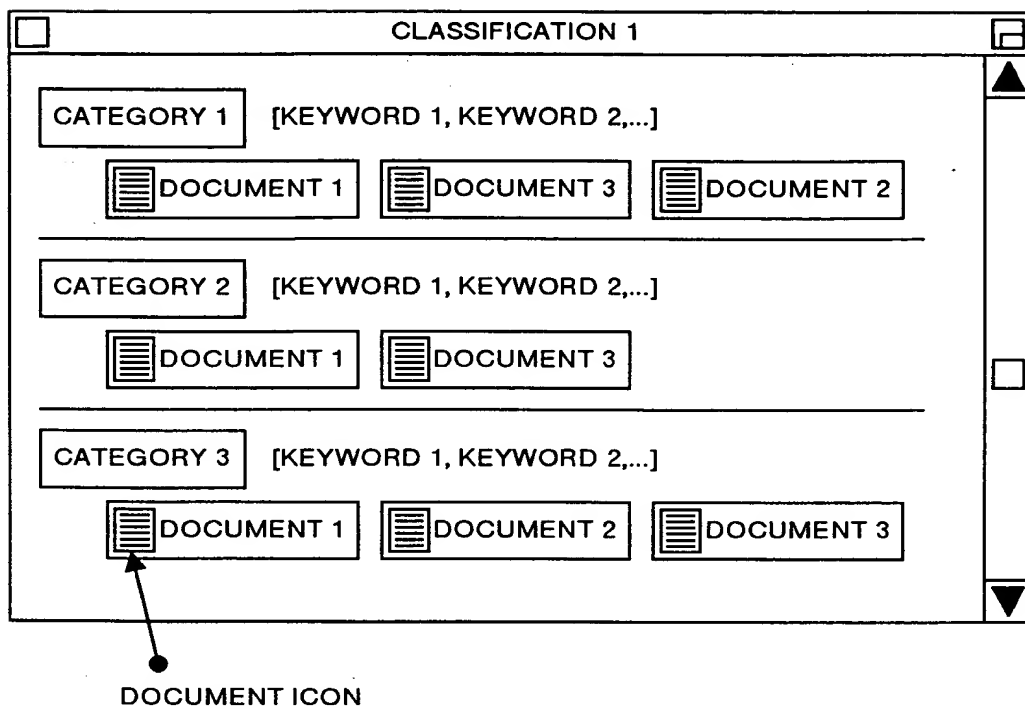 CLASSIFICATION 1
CATEGORY 1 [KEYWORD 1, KEYWORD 2,...]
DOCUMENT 1 DOCUMENT 3 DOCUMENT 2
CATEGORY 2 [KEYWORD 1, KEYWORD 2,...]
DOCUMENT 1 DOCUMENT 3
CATEGORY 3 [KEYWORD 1, KEYWORD 2,...]
DOCUMENT 1 DOCUMENT 2 DOCUMENT 3
DOCUMENT ICON